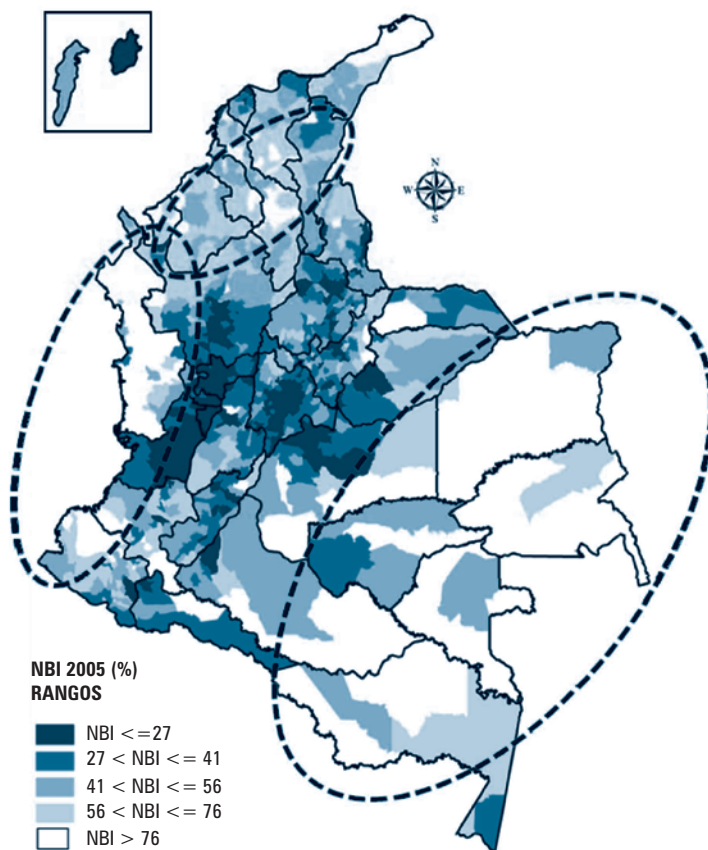 N
W E
S
NBI 2005 (%)
RANGOS
NBI <=27
27 < NBI <= 41
41 < NBI <= 56
56 < NBI <= 76
NBI > 76